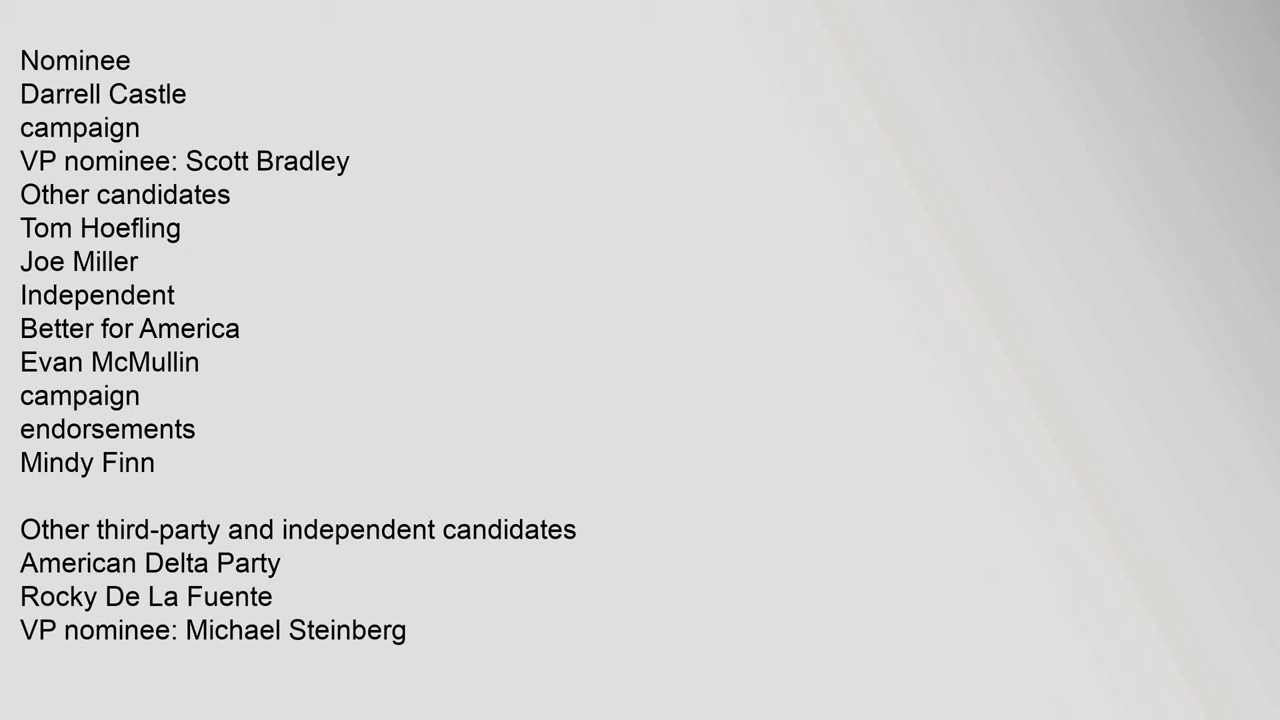 Nominee
Darrell Castle
campaign
VP nominee: Scott Bradley
Other candidates
Tom Hoefling
Joe Miller
Independent
Better for America
Evan McMullin
campaign
endorsements
Mindy Finn
Other third-party and independent candidates
American Delta Party
Rocky De La Fuente
VP nominee: Michael Steinberg